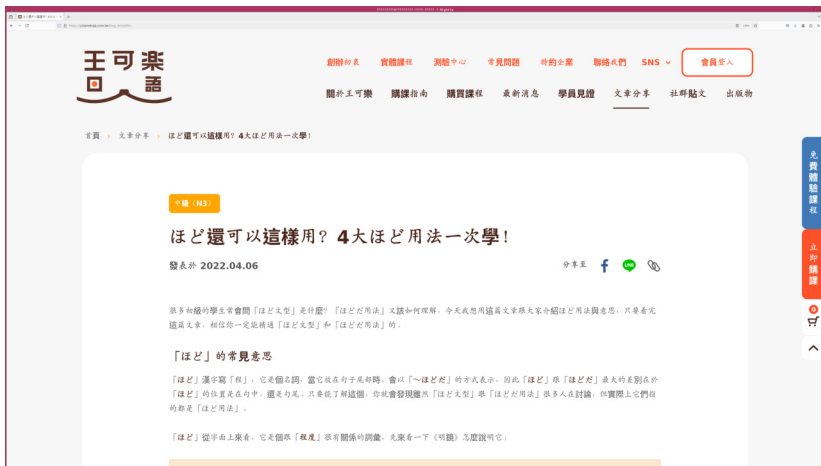 王可樂
日語
創辦初衷 實體課程 測驗中心 常見問題 特約企業 聯絡我們 SNS 會員登入
關於王可樂 購課指南 購買課程 最新消息 學員見證 文章分享 社群貼文 出版物
首頁 › 文章分享 › ほど還可以這樣用? 4大ほど用法一次學!
中級（N3）
ほど還可以這樣用? 4大ほど用法一次學!
發表於 2022.04.06
分享至
很多初級的學生常會問「ほど文型」是什麼?「ほどだ用法」又該如何理解,今天我想用這篇文章跟大家介紹ほど用法與意思,只要看完
這篇文章,相信你一定能精通「ほど文型」和「ほどだ用法」的。
「ほど」的常見意思
「ほど」漢字寫「程」,它是個名詞,當它放在句子尾部時,會以「～ほどだ」的方式表示,因此「ほど」跟「ほどだ」最大的差別在於
「ほど」的位置是在句中,還是句尾,只要能了解這個,你就會發現雖然「ほど文型」跟「ほどだ用法」很多人在討論,但實際上它們指
的都是「ほど用法」。
「ほど」從字面上來看,它是個跟「程度」很有關係的詞彙,先來看一下《明鏡》怎麼說明它:
免費體驗課程
立即購課
0